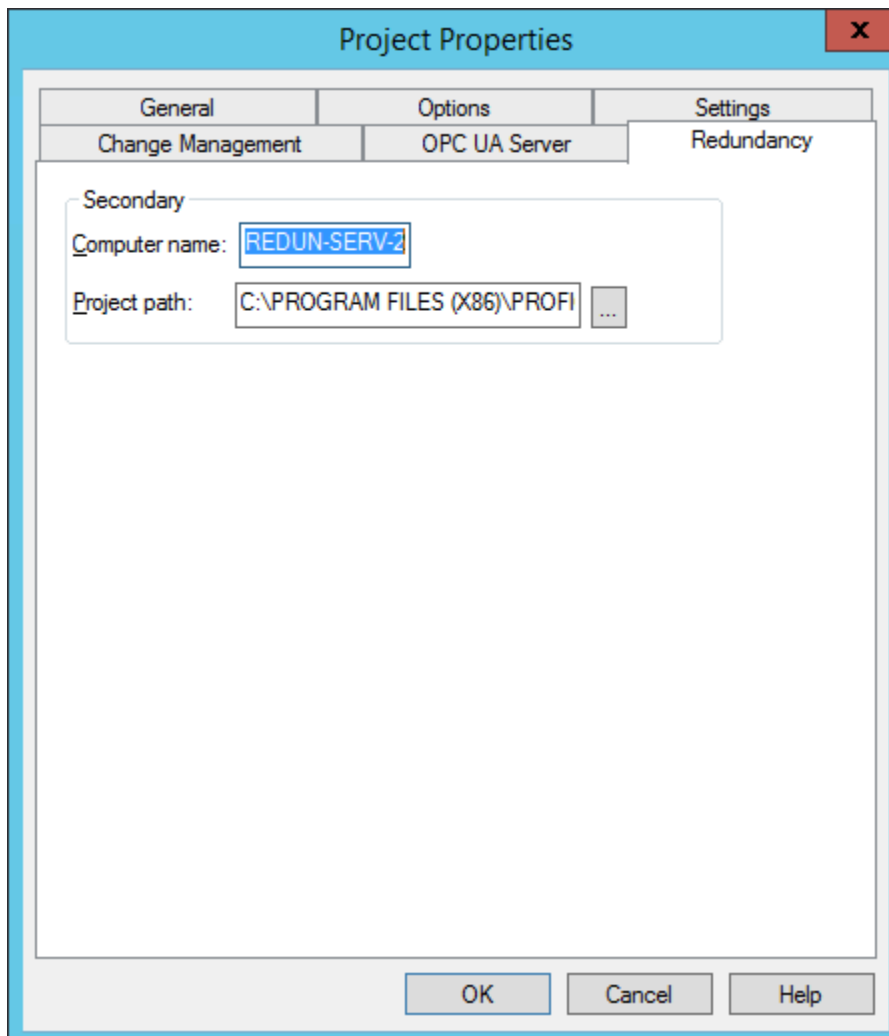 Project Properties
x
General Options Settings
Change Management OPC UA Server Redundancy
Secondary
Computer name: REDUN-SERV-2
Project path: C:\PROGRAM FILES (X86)\PROFI ...
OK Cancel Help